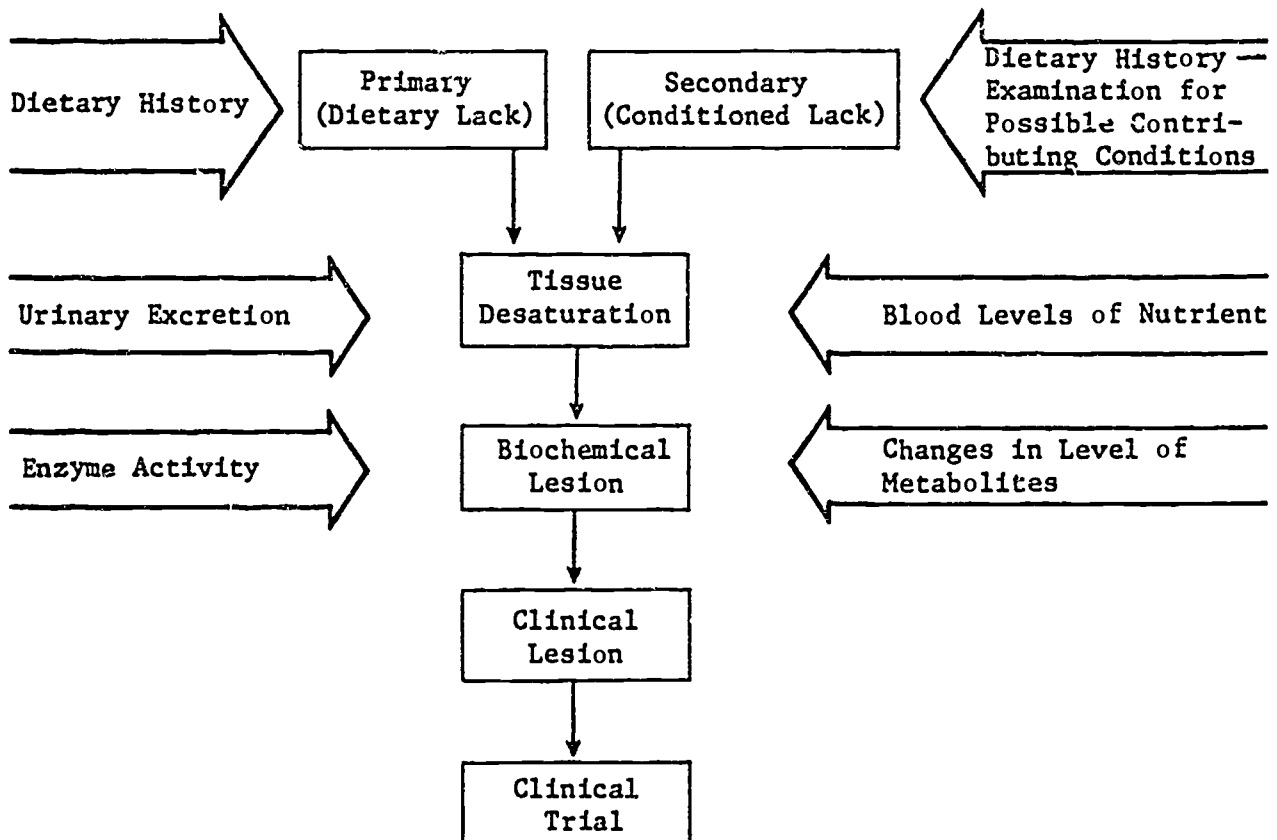 Dietary History
Primary
(Dietary Lack)
Secondary
(Conditioned Lack)
Dietary History —
Examination for
Possible Contri-
buting Conditions
Urinary Excretion
Tissue
Desaturation
Blood Levels of Nutrient
Enzyme Activity
Biochemical
Lesion
Changes in Level of
Metabolites
Clinical
Lesion
Clinical
Trial